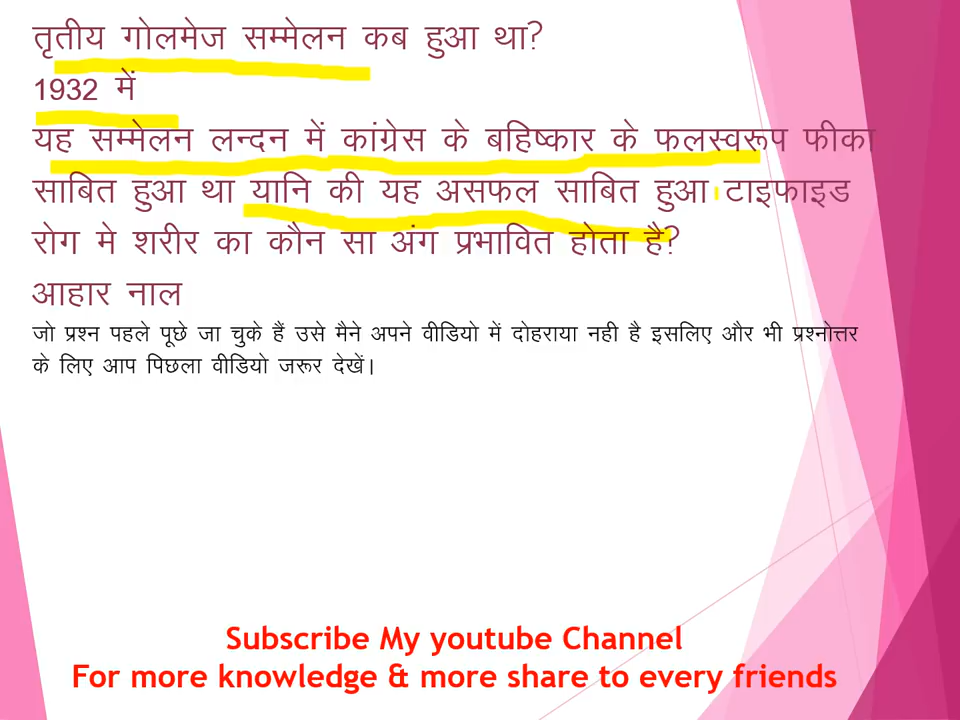 तृतीय गोलमेज सम्मेलन कब हुआ था?
1932 में
यह सम्मेलन लन्दन में कांग्रेस के बहिष्कार के फलस्वरूप फीका
साबित हुआ था यानि की यह असफल साबित हुआ टाइफाइड
रोग मे शरीर का कौन सा अंग प्रभावित होता है?
आहार नाल
जो प्रश्न पहले पूछे जा चुके हैं उसे मैने अपने वीडियो में दोहराया नही है इसलिए और भी प्रश्नोत्तर
के लिए आप पिछला वीडियो जरूर देखें।
Subscribe My youtube Channel
For more knowledge & more share to every friends